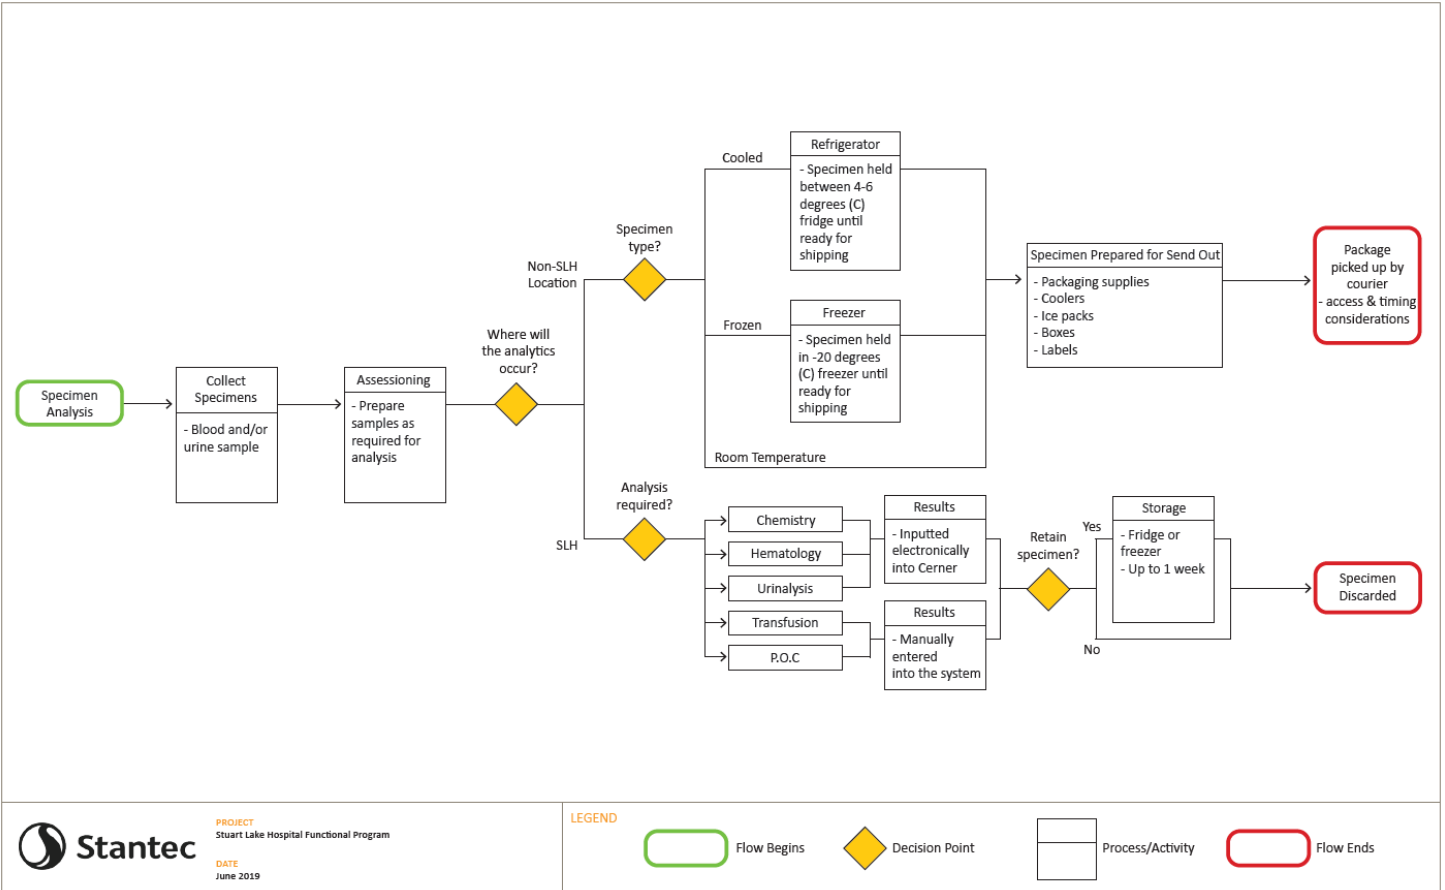 Specimen
Analysis
Collect
Specimens
- Blood and/or
urine sample
Assessioning
- Prepare
samples as
required for
analysis
Where will
the analytics
occur?
Non-SLH
Location
Specimen
type?
Cooled
Refrigerator
- Specimen held
between 4-6
degrees (C)
fridge until
ready for
shipping
Frozen
Freezer
- Specimen held
in -20 degrees
(C) freezer until
ready for
shipping
Room Temperature
Specimen Prepared for Send Out
- Packaging supplies
- Coolers
- Ice packs
- Boxes
- Labels
Package
picked up by
courier
- access & timing
considerations
SLH
Analysis
required?
Chemistry
Hematology
Urinalysis
Transfusion
P.O.C
Results
- Inputted
electronically
into Cerner
Results
- Manually
entered
into the system
Retain
specimen?
Yes
No
Storage
- Fridge or
freezer
- Up to 1 week
Specimen
Discarded
Stantec
PROJECT
Stuart Lake Hospital Functional Program
DATE
June 2019
LEGEND
Flow Begins
Decision Point
Process/Activity
Flow Ends